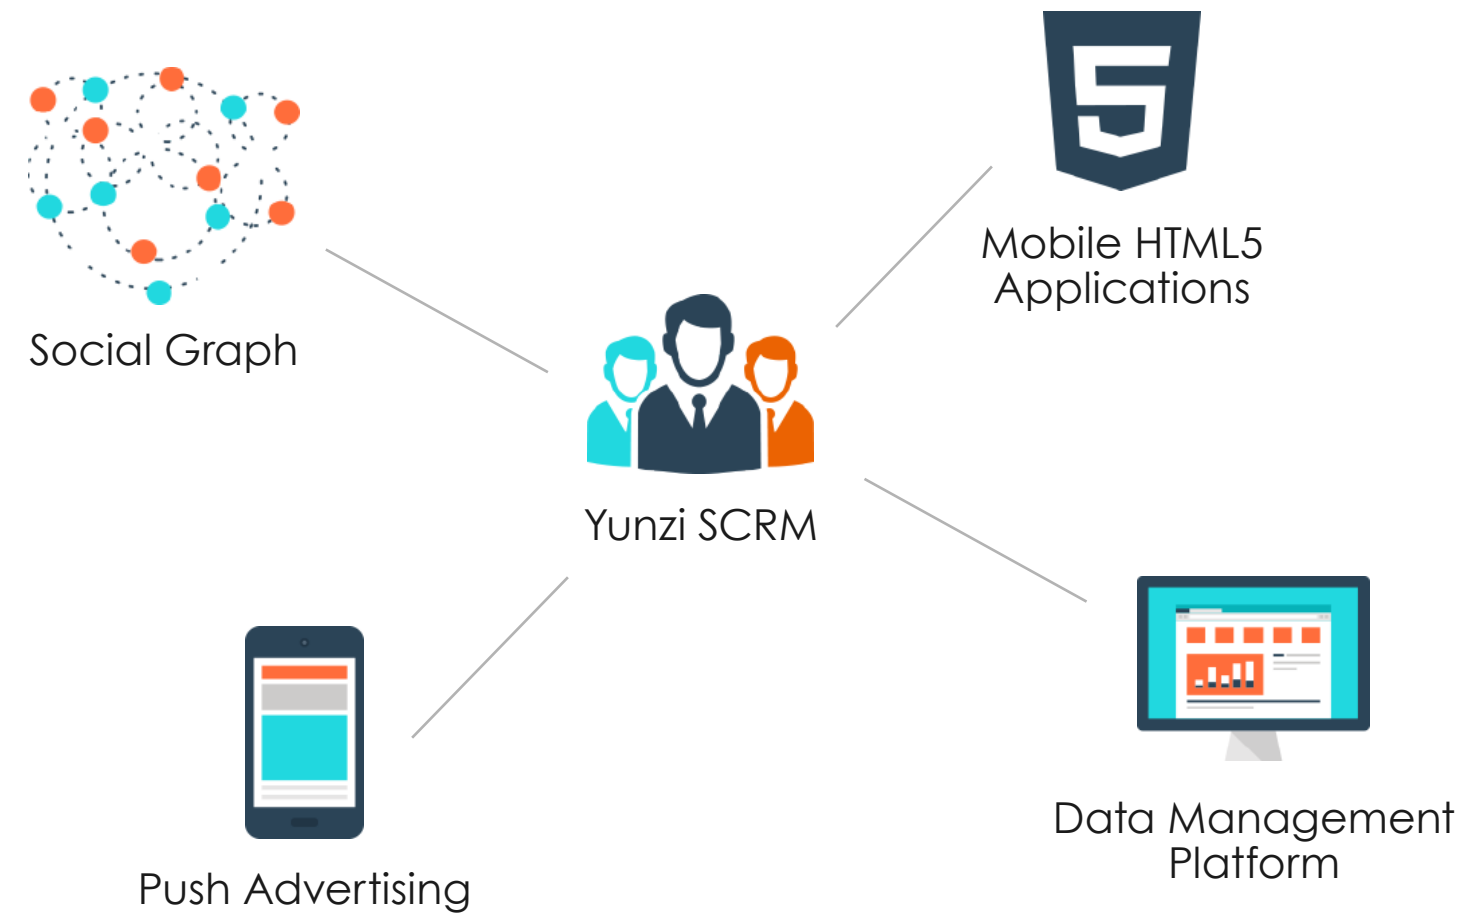 Mobile HTML5
Applications
Social Graph
Yunzi SCRM
Data Management
Platform
Push Advertising